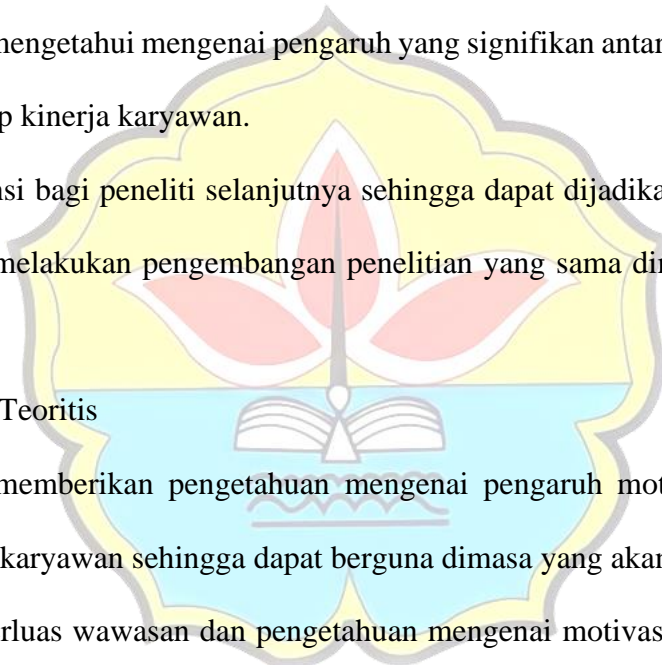 mengetahui mengenai pengaruh yang signifikan antar
p kinerja karyawan.
nsi bagi peneliti selanjutnya sehingga dapat dijadika
melakukan pengembangan penelitian yang sama dir
Teoritis
memberikan pengetahuan mengenai pengaruh mot
karyawan sehingga dapat berguna dimasa yang akan
rluas wawasan dan pengetahuan mengenai motivas